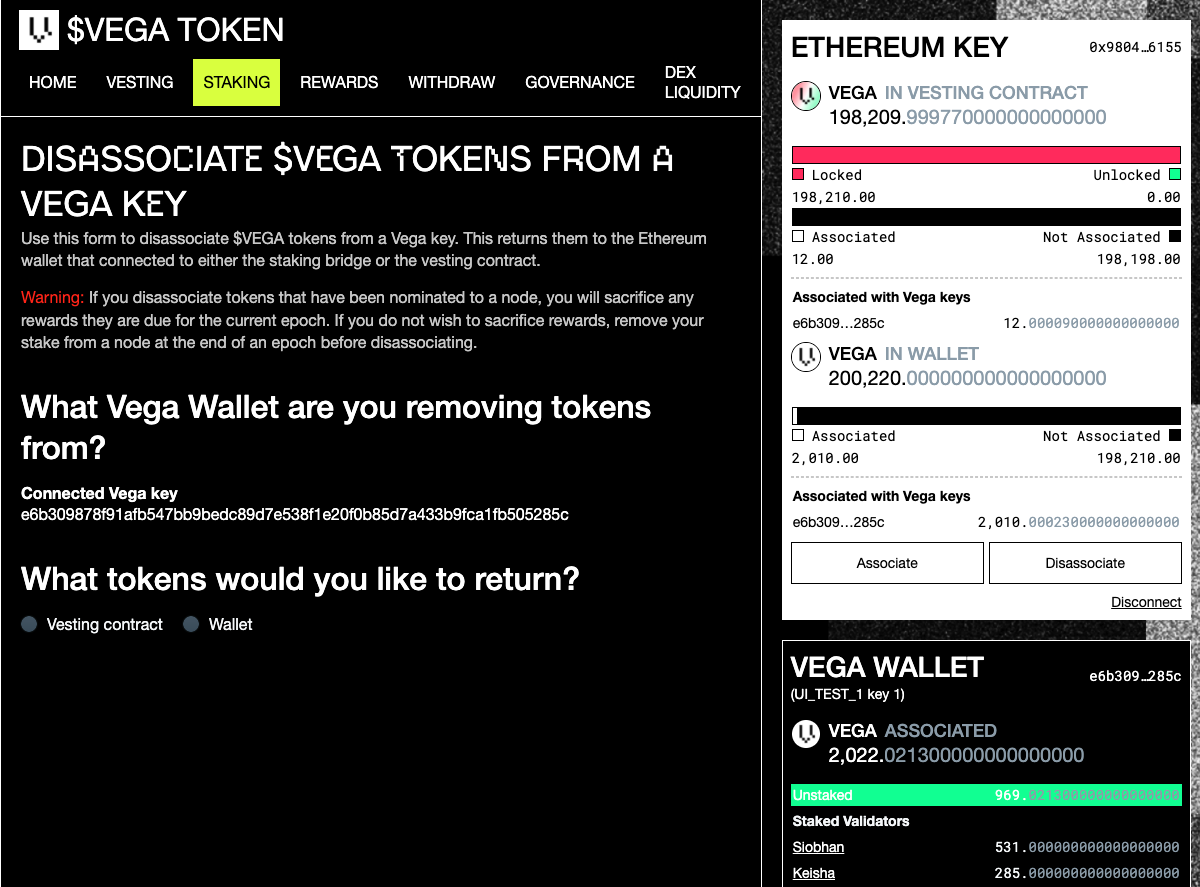 $VEGA TOKEN
HOME VESTING STAKING REWARDS WITHDRAW GOVERNANCE DEX LIQUIDITY
DISASSOCIATE $VEGA TOKENS FROM A
VEGA KEY
Use this form to disassociate $VEGA tokens from a Vega key. This returns them to the Ethereum
wallet that connected to either the staking bridge or the vesting contract.
Warning: If you disassociate tokens that have been nominated to a node, you will sacrifice any
rewards they are due for the current epoch. If you do not wish to sacrifice rewards, remove your
stake from a node at the end of an epoch before disassociating.
What Vega Wallet are you removing tokens
from?
Connected Vega key
e6b309878f91afb547bb9bedc89d7e538f1e20f0b85d7a433b9fca1fb505285c
What tokens would you like to return?
Vesting contract Wallet
ETHEREUM KEY 0x9804…6155
VEGA IN VESTING CONTRACT
198,209.999770000000000000
Locked Unlocked
198,210.00 0.00
Associated Not Associated
12.00 198,198.00
Associated with Vega keys
e6b309…285c 12.000090000000000000
VEGA IN WALLET
200,220.000000000000000000
Associated Not Associated
2,010.00 198,210.00
Associated with Vega keys
e6b309…285c 2,010.000230000000000000
Associate Disassociate
Disconnect
VEGA WALLET e6b309…285c
(UI_TEST_1 key 1)
VEGA ASSOCIATED
2,022.021300000000000000
Unstaked 969.021300000000000000
Staked Validators
Siobhan 531.000000000000000000
Keisha 285.000000000000000000